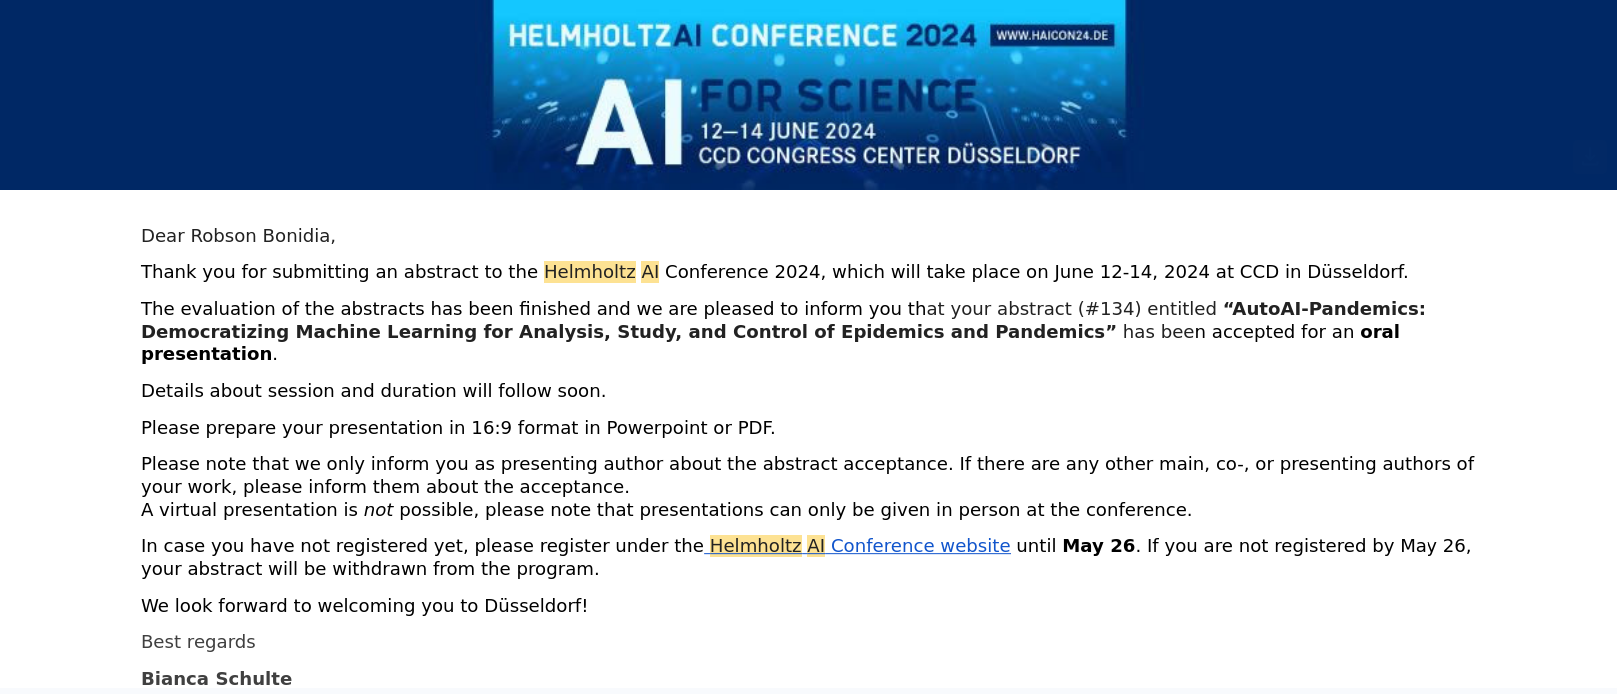 HELMHOLTZAI CONFERENCE 2024 WWW.HAICON24.DE
AI FOR SCIENCE
12–14 JUNE 2024
CCD CONGRESS CENTER DÜSSELDORF
Dear Robson Bonidia,
Thank you for submitting an abstract to the Helmholtz AI Conference 2024, which will take place on June 12-14, 2024 at CCD in Düsseldorf.
The evaluation of the abstracts has been finished and we are pleased to inform you that your abstract (#134) entitled “AutoAI-Pandemics:
Democratizing Machine Learning for Analysis, Study, and Control of Epidemics and Pandemics” has been accepted for an oral
presentation.
Details about session and duration will follow soon.
Please prepare your presentation in 16:9 format in Powerpoint or PDF.
Please note that we only inform you as presenting author about the abstract acceptance. If there are any other main, co-, or presenting authors of
your work, please inform them about the acceptance.
A virtual presentation is not possible, please note that presentations can only be given in person at the conference.
In case you have not registered yet, please register under the Helmholtz AI Conference website until May 26. If you are not registered by May 26,
your abstract will be withdrawn from the program.
We look forward to welcoming you to Düsseldorf!
Best regards
Bianca Schulte